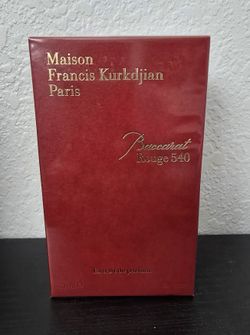 Maison
Francis Kurkdjian
Paris
Baccarat
Rouge 540
Extrait de parfum